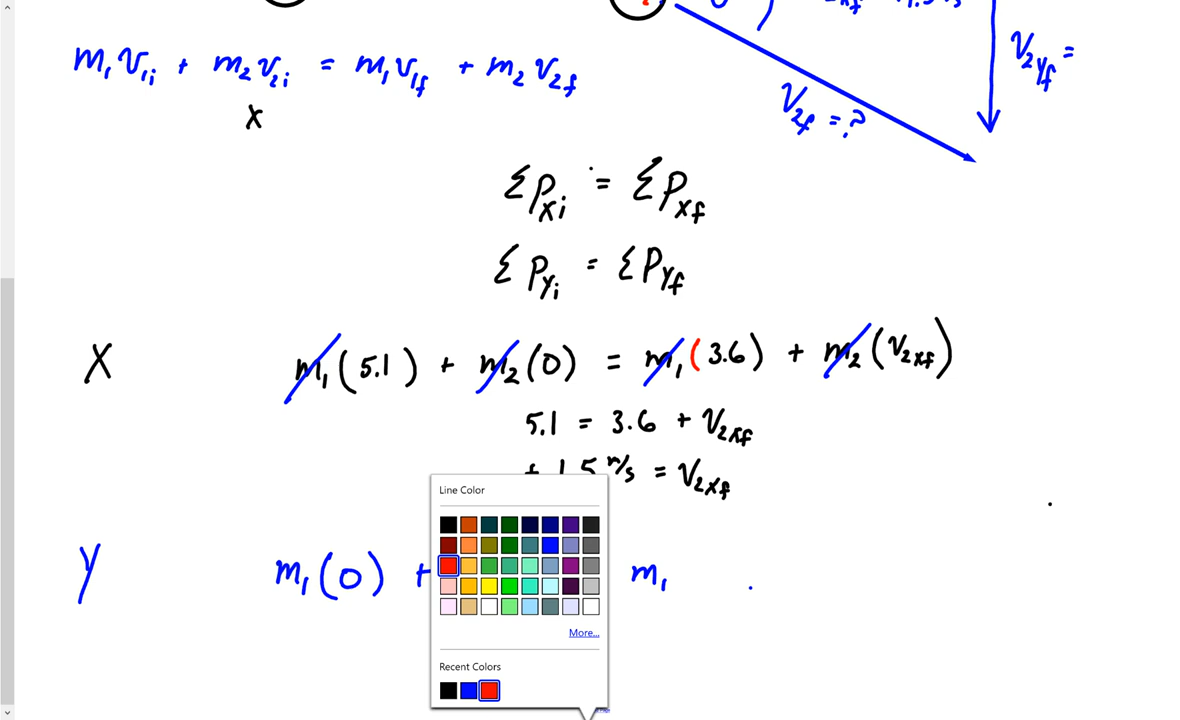 m₁V₁ᵢ + m₂V₂ᵢ = m₁V₁f + m₂V₂f
X
V₂yf =
V₂f = ?
Σpxi = Σpxf
Σpyi = Σpyf
X m₁(5.1) + m₂(0) = m₁(3.6) + m₂(V₂xf)
5.1 = 3.6 + V₂xf
+ 1.5 m/s = V₂xf
Line Color
y m₁(0) + m₁
More...
Recent Colors